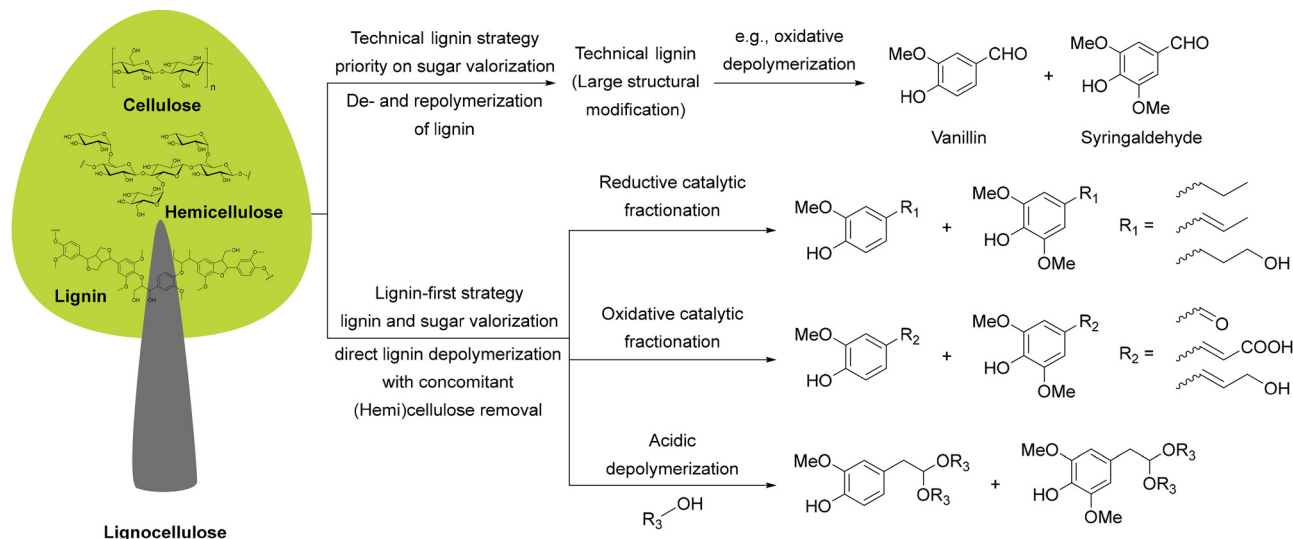 Cellulose
n
Hemicellulose
Lignin
Lignocellulose
Technical lignin strategy
priority on sugar valorization
De- and repolymerization
of lignin
Technical lignin
(Large structural
modification)
e.g., oxidative
depolymerization
MeO
CHO
HO
Vanillin
+
MeO
CHO
HO
OMe
Syringaldehyde
Lignin-first strategy
lignin and sugar valorization
direct lignin depolymerization
with concomitant
(Hemi)cellulose removal
Reductive catalytic
fractionation
MeO
R1
HO
+
MeO
R1
HO
OMe
R1 =
OH
Oxidative catalytic
fractionation
MeO
R2
HO
+
MeO
R2
HO
OMe
R2 =
O
COOH
OH
Acidic
depolymerization
R3 OH
MeO
OR3
OR3
HO
+
MeO
OR3
OR3
HO
OMe